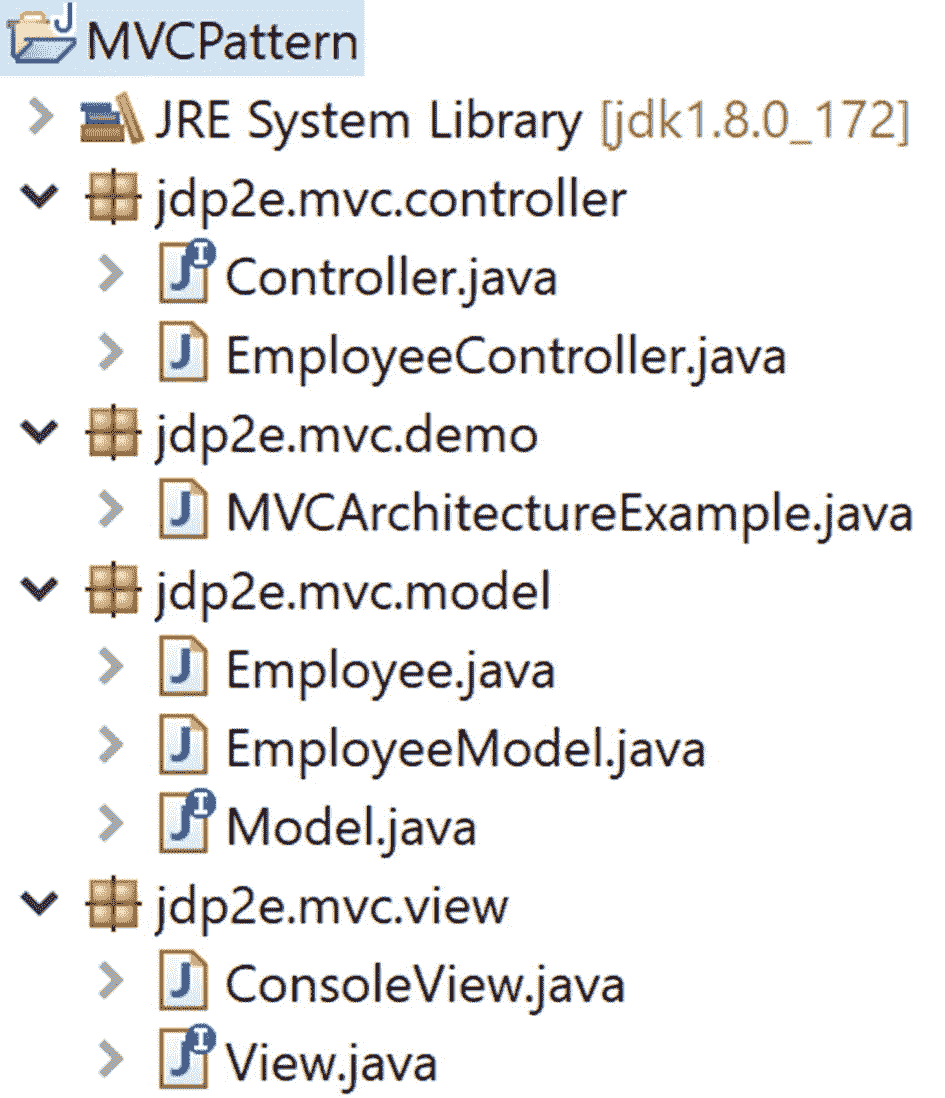 MVCPattern
JRE System Library [jdk1.8.0_172]
jdp2e.mvc.controller
Controller.java
EmployeeController.java
jdp2e.mvc.demo
MVCArchitectureExample.java
jdp2e.mvc.model
Employee.java
EmployeeModel.java
Model.java
jdp2e.mvc.view
ConsoleView.java
View.java